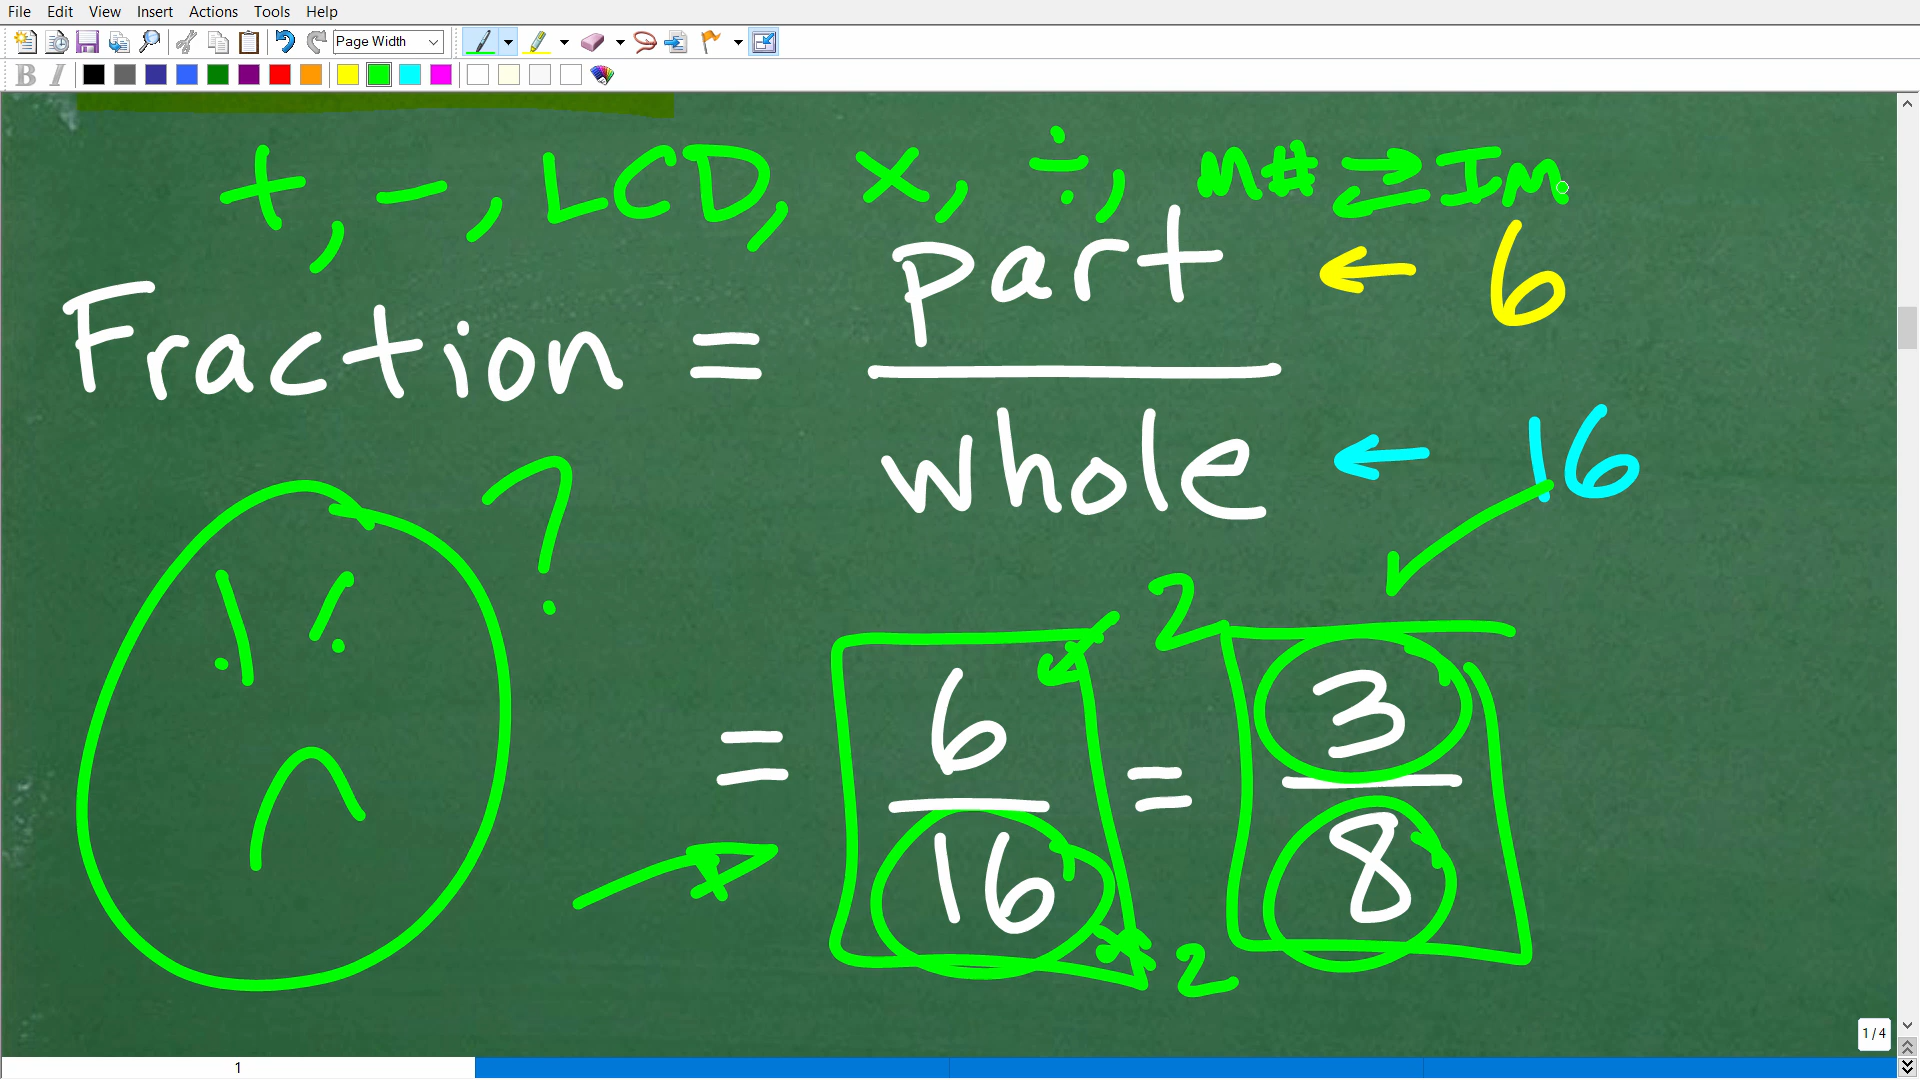 File Edit View Insert Actions Tools Help
Page Width
B I
+, -, LCD, x, ÷, M# ⇄ Im
Fraction = part ← 6
whole ← 16
?
2
= 6 = 3
16 8
2
1 / 4
1